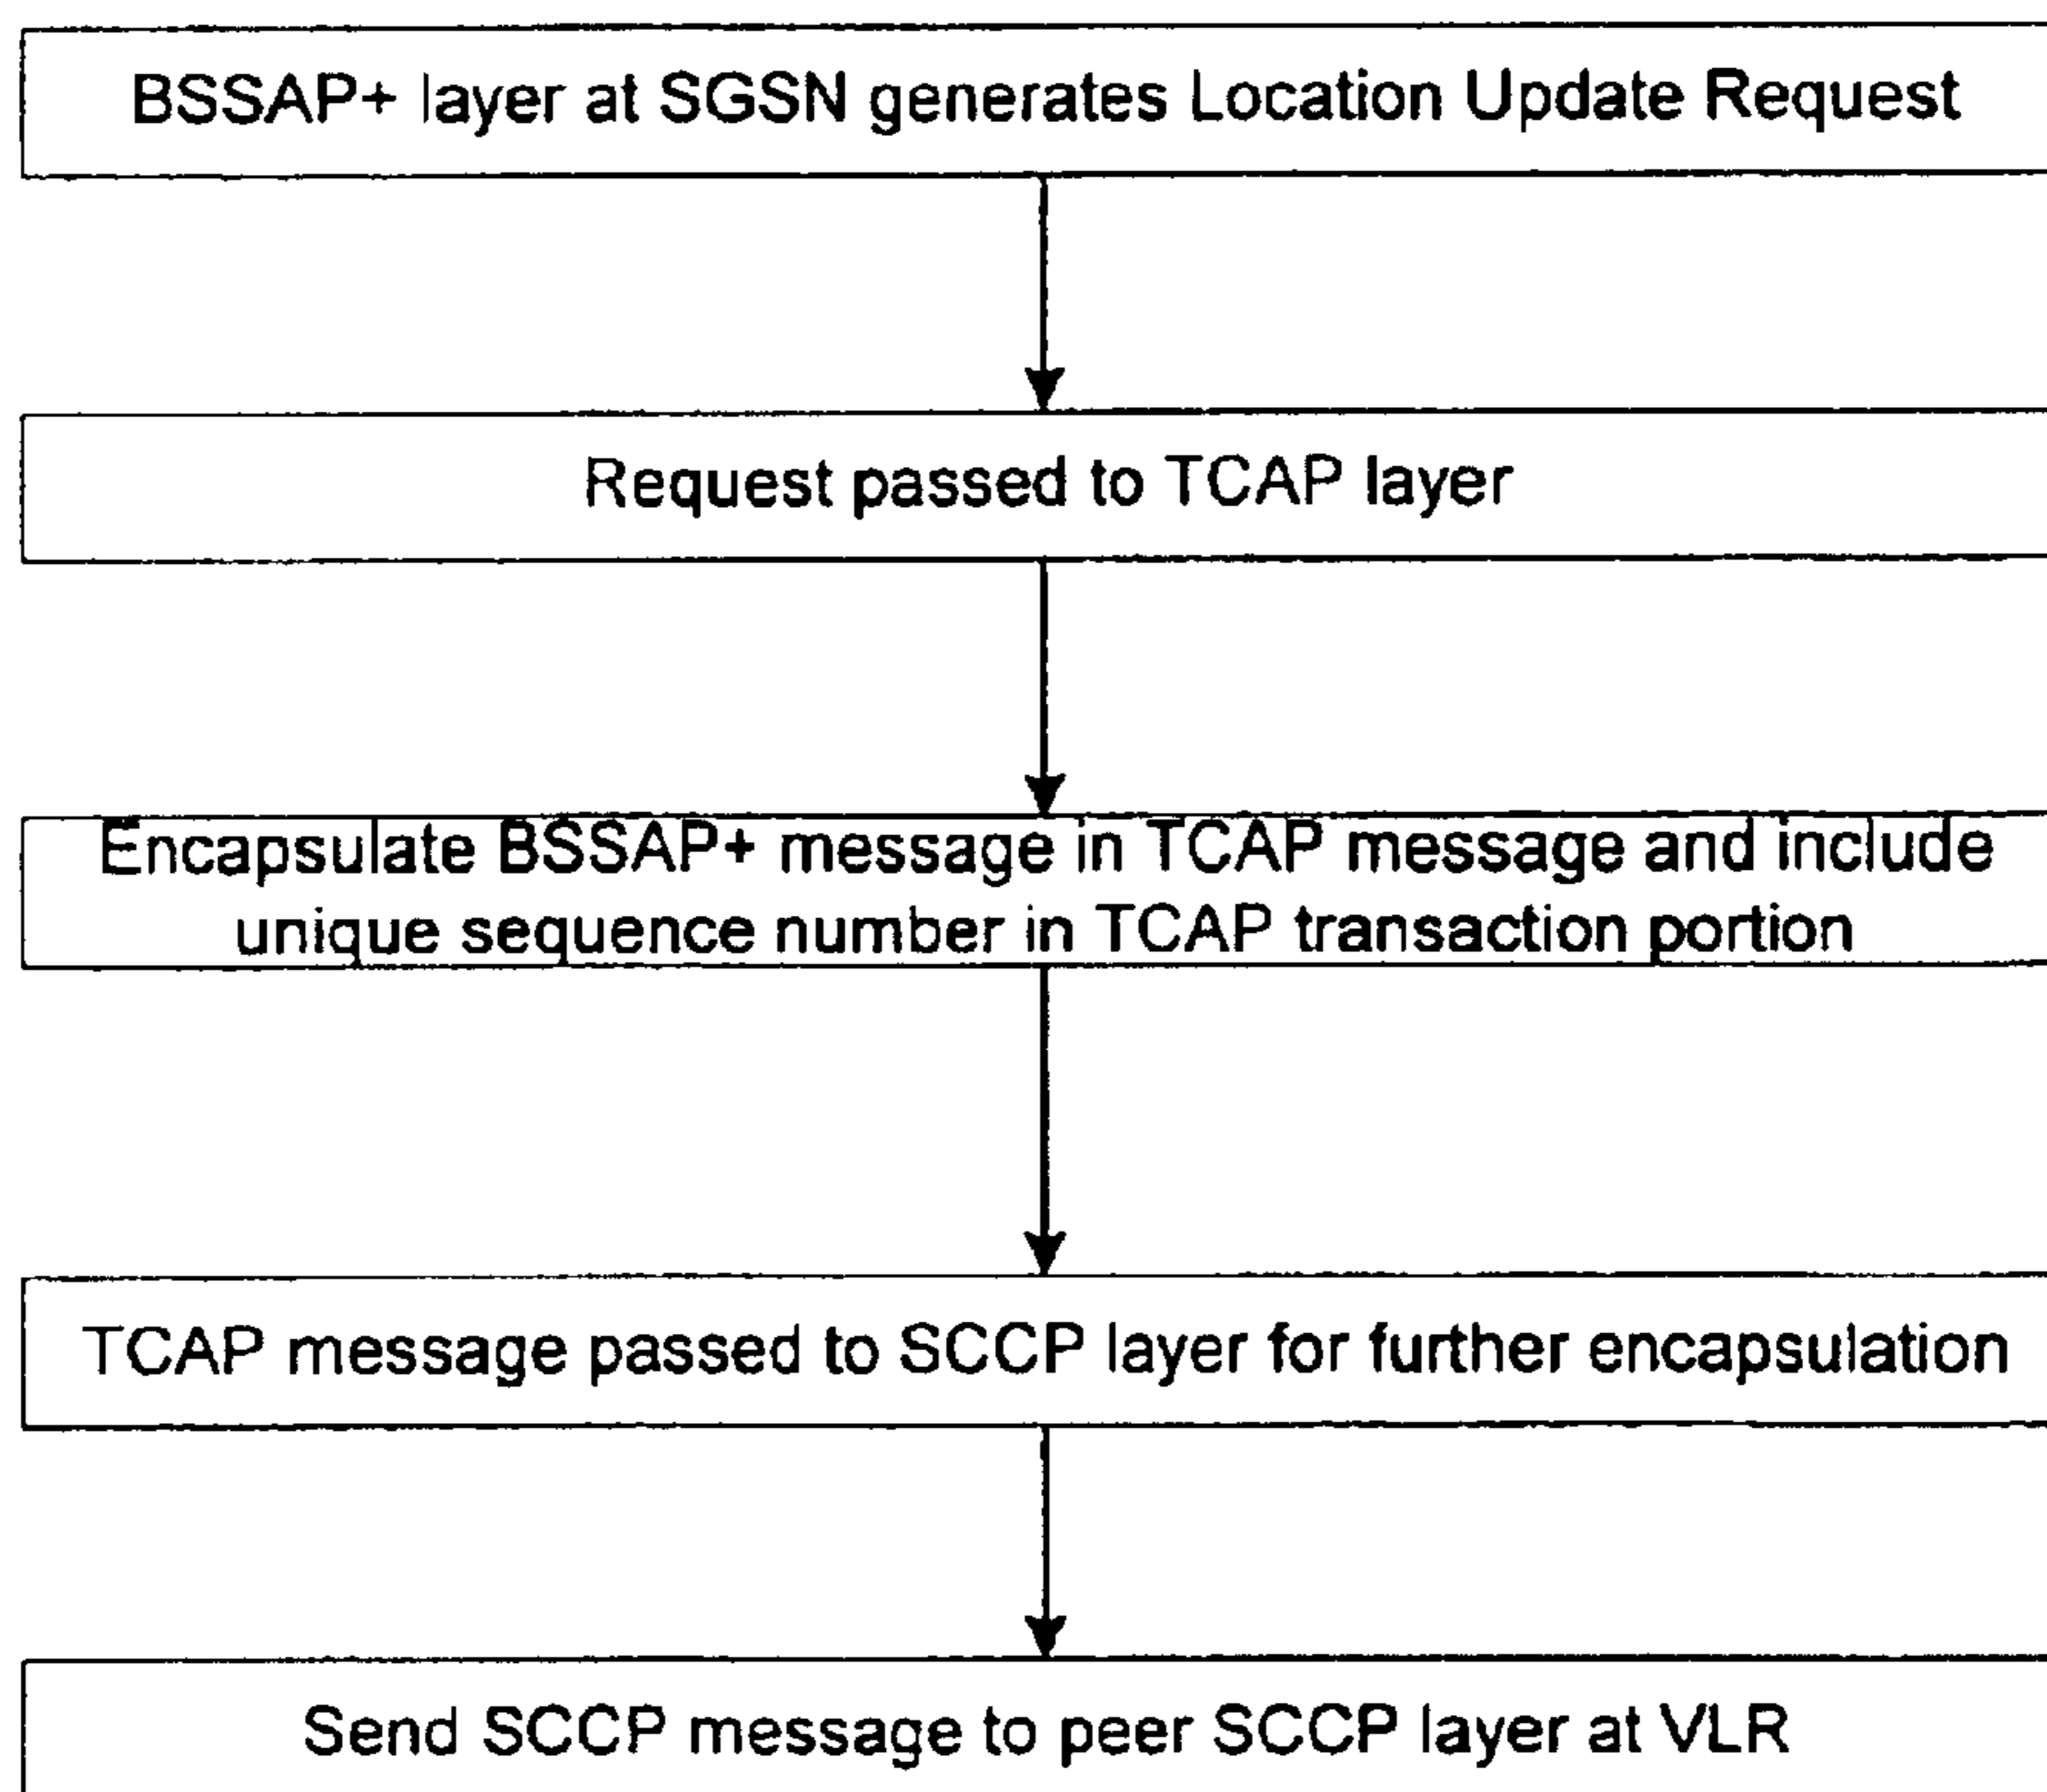 BSSAP+ layer at SGSN generates Location Update Request
Request passed to TCAP layer
Encapsulate BSSAP+ message in TCAP message and include
unique sequence number in TCAP transaction portion
TCAP message passed to SCCP layer for further encapsulation
Send SCCP message to peer SCCP layer at VLR